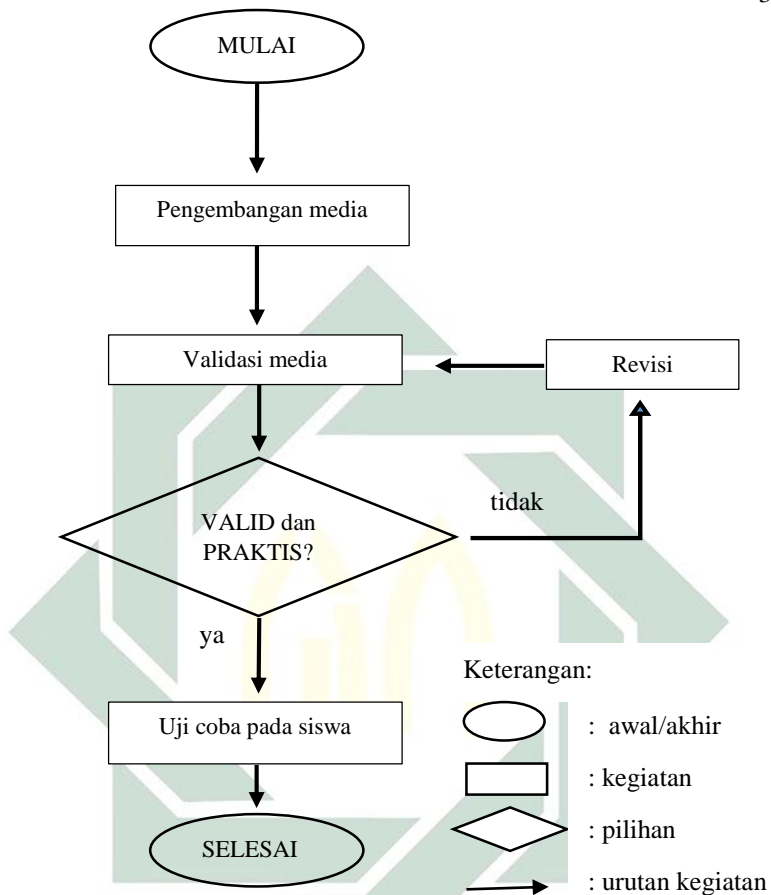 MULAI
Pengembangan media
Validasi media
Revisi
tidak
VALID dan
PRAKTIS?
ya
Uji coba pada siswa
SELESAI
Keterangan:
: awal/akhir
: kegiatan
: pilihan
: urutan kegiatan